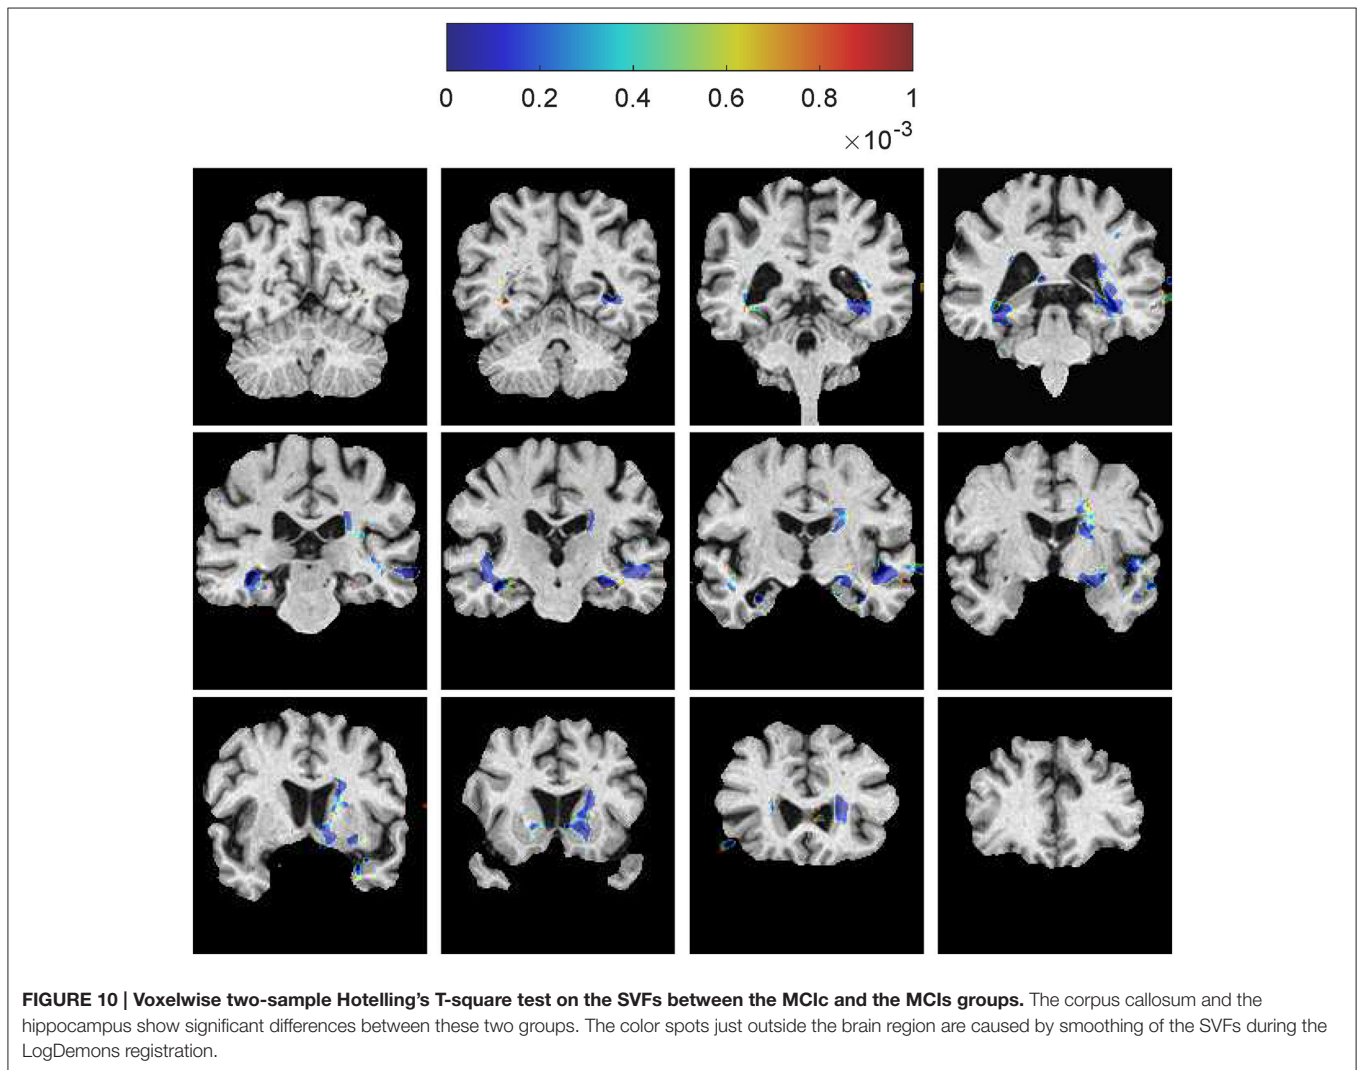 0 0.2 0.4 0.6 0.8 1
×10-3
FIGURE 10 | Voxelwise two-sample Hotelling's T-square test on the SVFs between the MCIc and the MCIs groups. The corpus callosum and the
hippocampus show significant differences between these two groups. The color spots just outside the brain region are caused by smoothing of the SVFs during the
LogDemons registration.